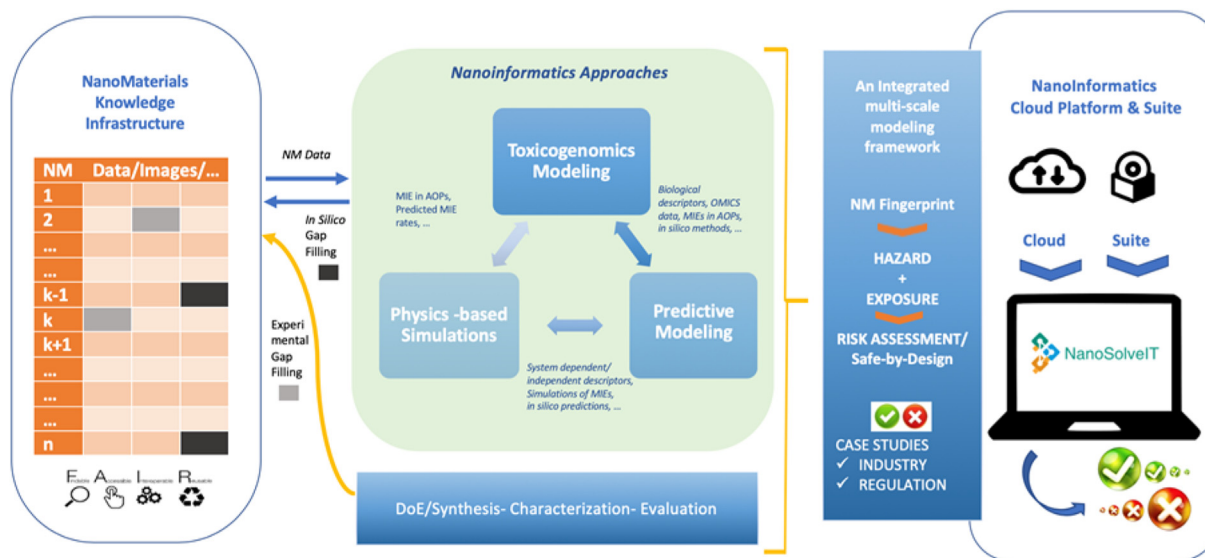 NanoMaterials
Knowledge
Infrastructure
NM Data/Images/...
1
2
...
...
k-1
k
k+1
...
...
...
n
Findable Accessible Interoperable Reusable
NM Data
In Silico
Gap
Filling
Experi
mental
Gap
Filling
Nanoinformatics Approaches
Toxicogenomics
Modeling
MIE in AOPs,
Predicted MIE
rates, ...
Biological
descriptors, OMICS
data, MIEs in AOPs,
in silico methods, ...
Physics -based
Simulations
Predictive
Modeling
System dependent/
independent descriptors,
Simulations of MIEs,
in silico predictions, ...
DoE/Synthesis- Characterization- Evaluation
An Integrated
multi-scale
modeling
framework
NM Fingerprint
HAZARD
+
EXPOSURE
RISK ASSESSMENT/
Safe-by-Design
CASE STUDIES
✓ INDUSTRY
✓ REGULATION
NanoInformatics
Cloud Platform & Suite
Cloud Suite
NanoSolveIT